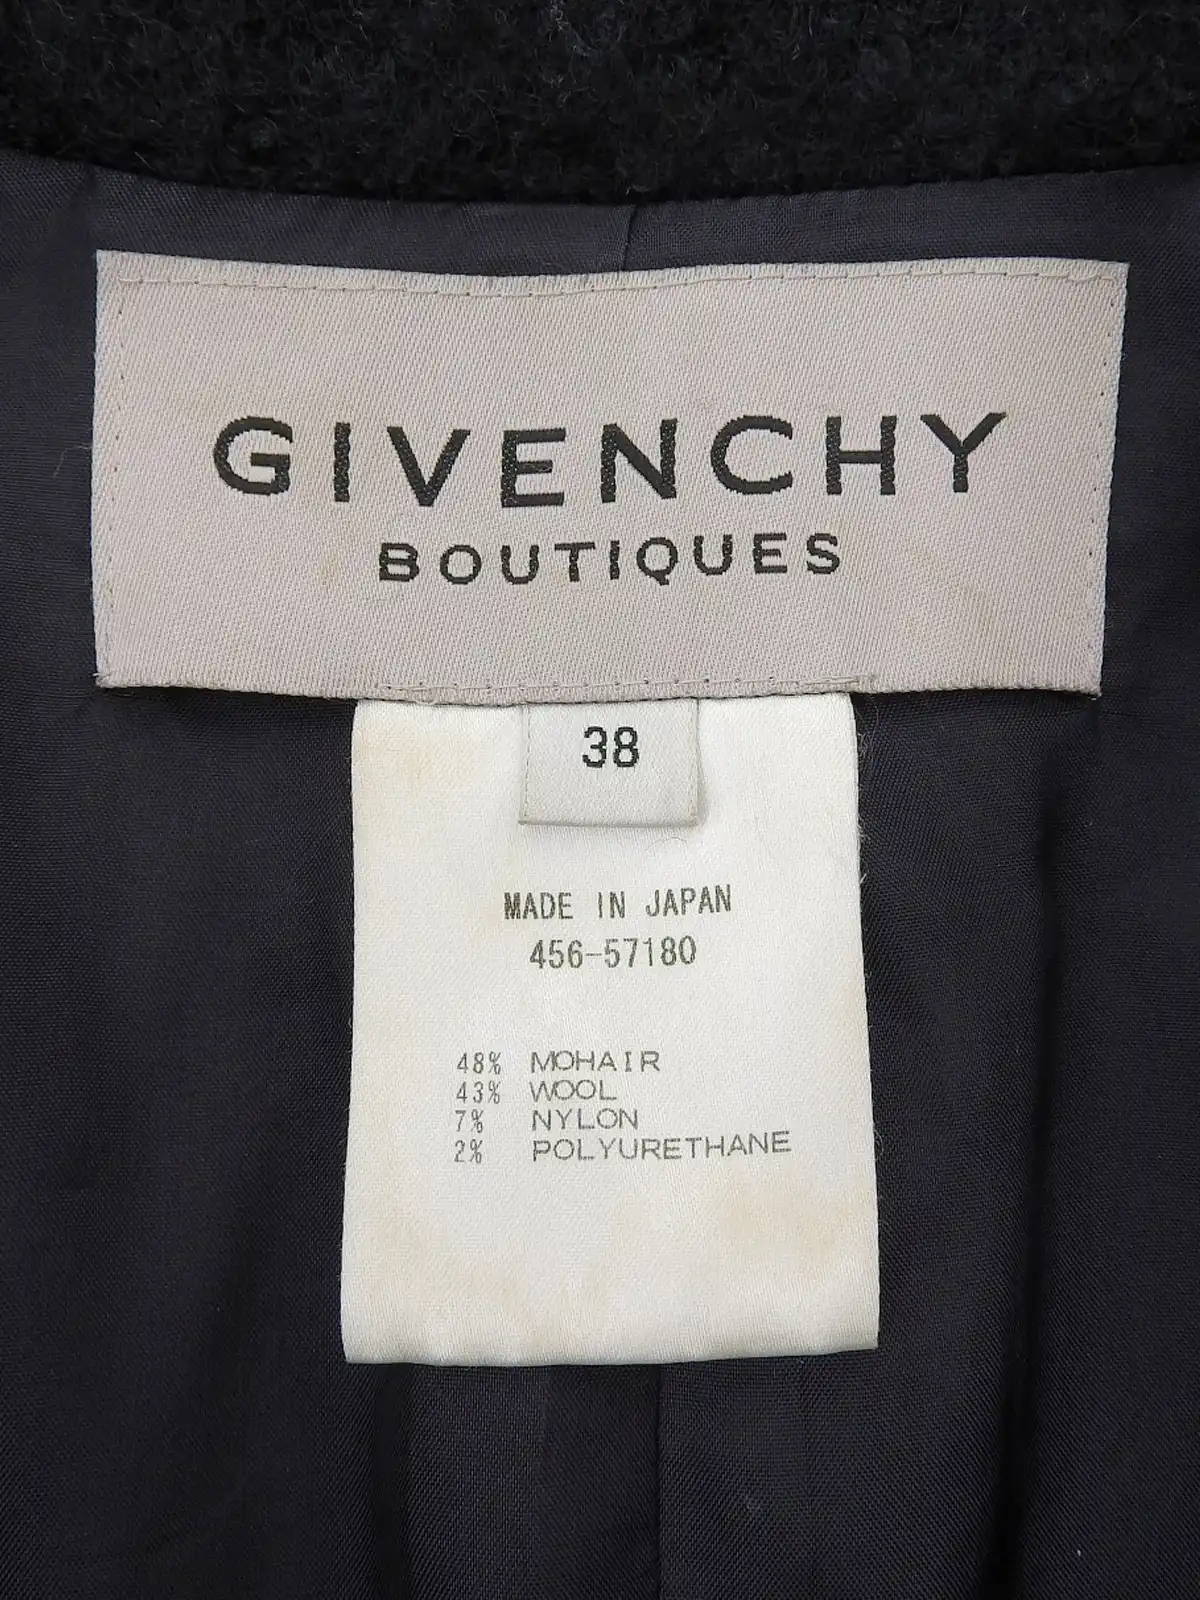 GIVENCHY
BOUTIQUES
38
MADE IN JAPAN
456-57180
48% MOHAIR
43% WOOL
7% NYLON
2% POLYURETHANE